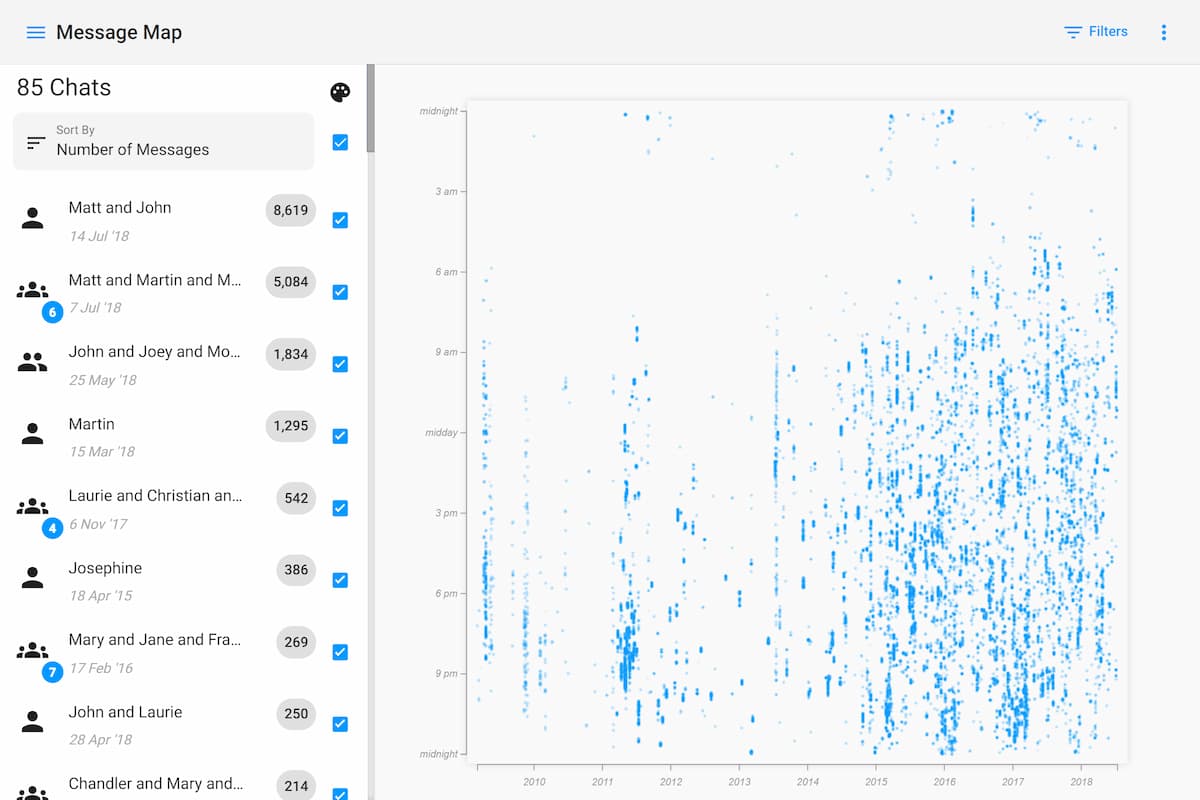 Message Map
Filters
85 Chats
Sort By
Number of Messages
Matt and John
8,619
14 Jul '18
Matt and Martin and M...
5,084
6
7 Jul '18
John and Joey and Mo...
1,834
25 May '18
Martin
1,295
15 Mar '18
Laurie and Christian an...
542
4
6 Nov '17
Josephine
386
18 Apr '15
Mary and Jane and Fra...
269
7
17 Feb '16
John and Laurie
250
28 Apr '18
Chandler and Mary and...
214
midnight
3 am
6 am
9 am
midday
3 pm
6 pm
9 pm
midnight
2010 2011 2012 2013 2014 2015 2016 2017 2018